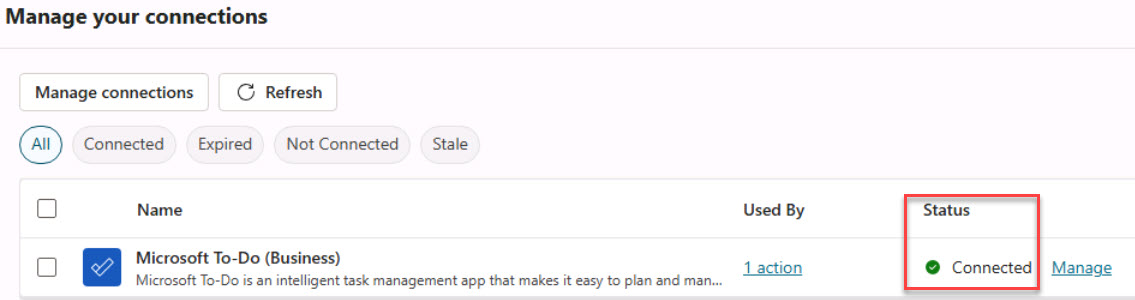 Manage your connections
Manage connections Refresh
All Connected Expired Not Connected Stale
Name Used By Status
Microsoft To-Do (Business)
Microsoft To-Do is an intelligent task management app that makes it easy to plan and man...
1 action Connected Manage